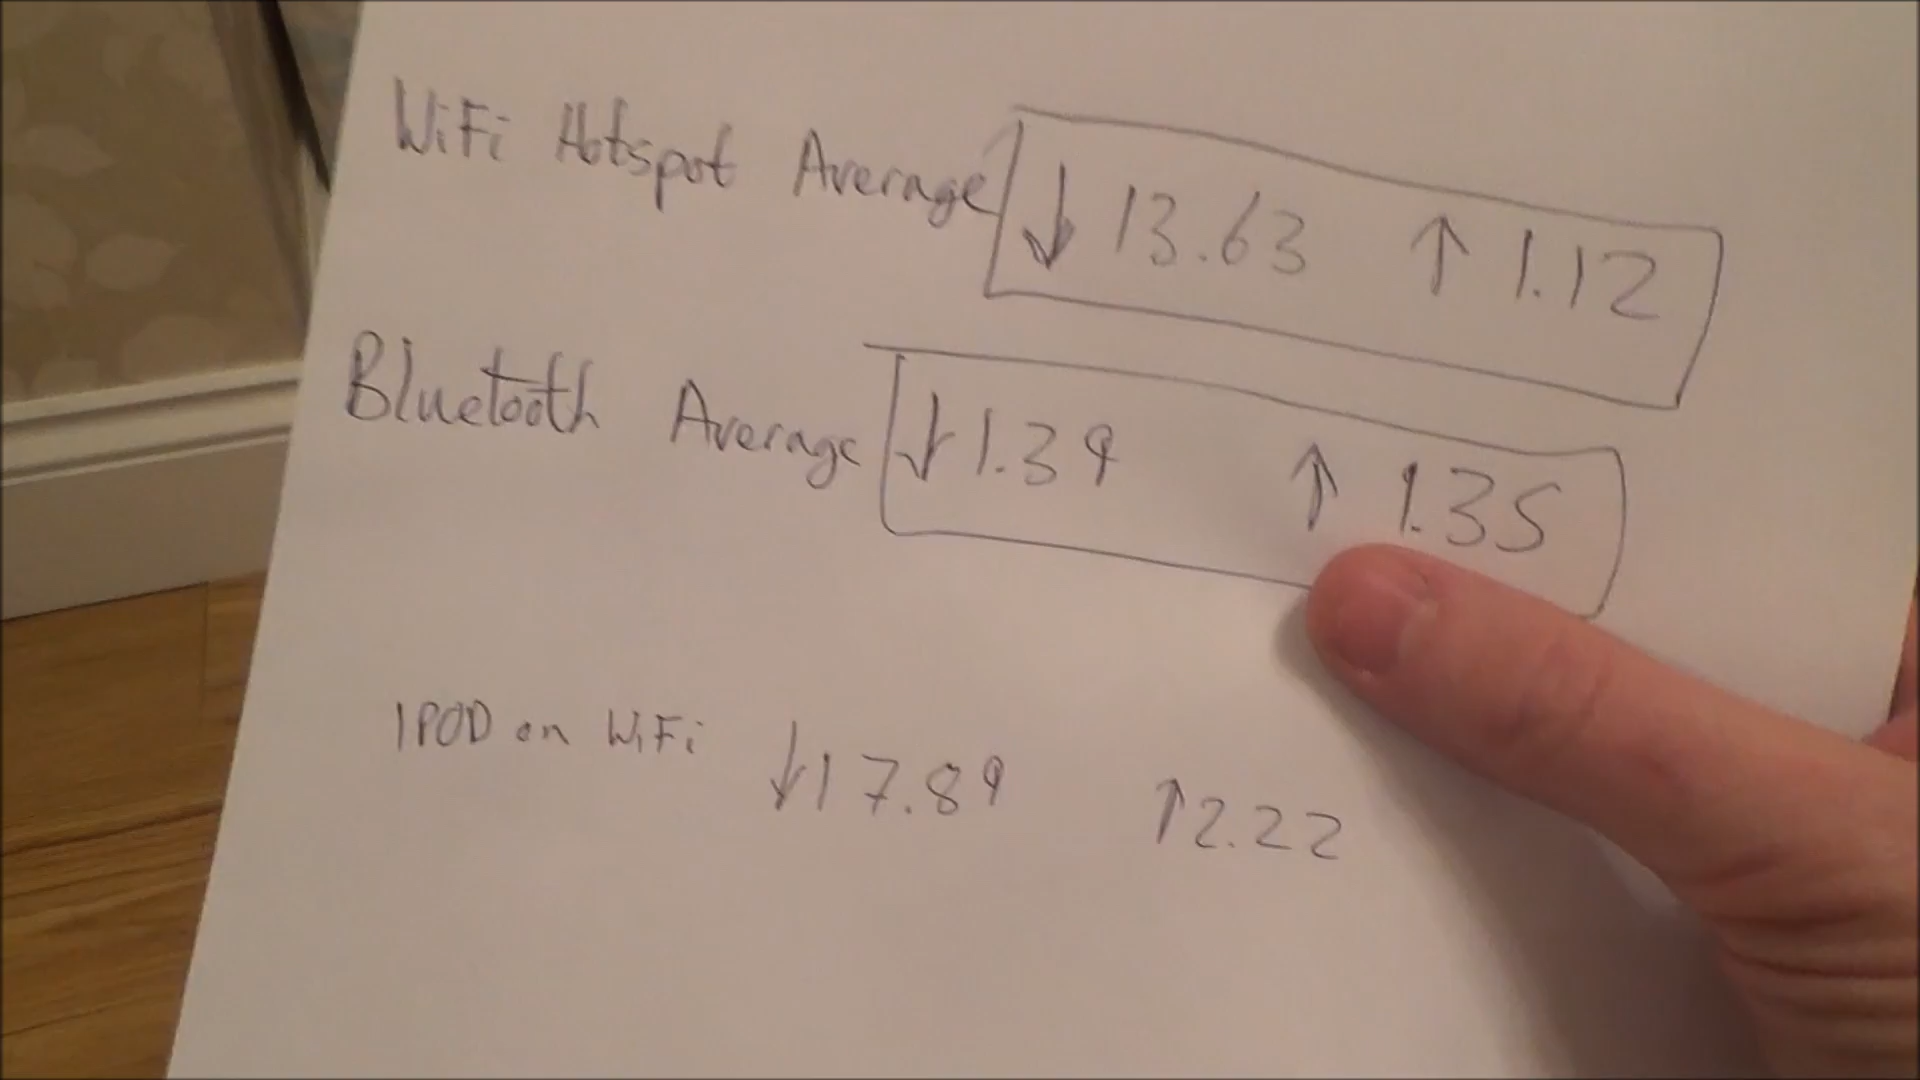 WiFi Hotspot Average ↓ 13.63 ↑ 1.12
Bluetooth Average ↓ 1.39 ↑ 1.35
IPOD on WiFi ↓ 17.89 ↑ 2.22